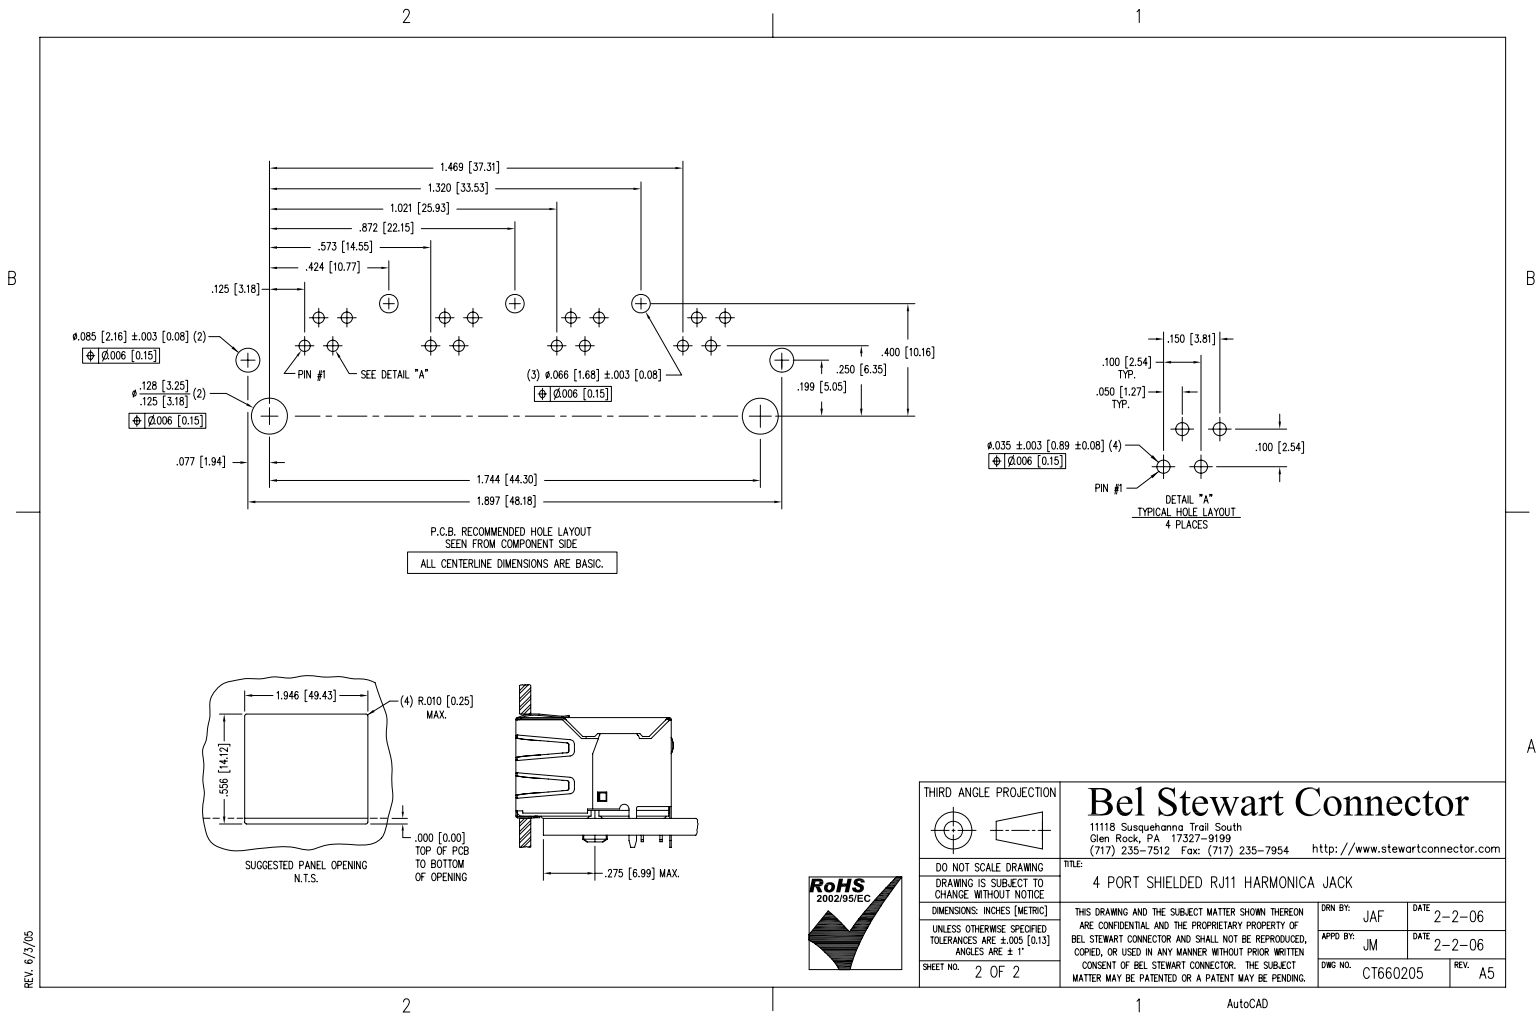 2
1
B
B
A
1.469 [37.31]
1.320 [33.53]
1.021 [25.93]
.872 [22.15]
.573 [14.55]
.424 [10.77]
.125 [3.18]
ø.085 [2.16] ±.003 [0.08] (2)
⌖ Ø.006 [0.15]
ø .128 [3.25]
.125 [3.18] (2)
⌖ Ø.006 [0.15]
PIN #1
SEE DETAIL "A"
(3) ø.066 [1.68] ±.003 [0.08]
⌖ Ø.006 [0.15]
.400 [10.16]
.250 [6.35]
.199 [5.05]
.077 [1.94]
1.744 [44.30]
1.897 [48.18]
P.C.B. RECOMMENDED HOLE LAYOUT
SEEN FROM COMPONENT SIDE
ALL CENTERLINE DIMENSIONS ARE BASIC.
.150 [3.81]
.100 [2.54]
TYP.
.050 [1.27]
TYP.
ø.035 ±.003 [0.89 ±0.08] (4)
⌖ Ø.006 [0.15]
.100 [2.54]
PIN #1
DETAIL "A"
TYPICAL HOLE LAYOUT
4 PLACES
1.946 [49.43]
(4) R.010 [0.25]
MAX.
.556 [14.12]
.000 [0.00]
TOP OF PCB
TO BOTTOM
OF OPENING
SUGGESTED PANEL OPENING
N.T.S.
.275 [6.99] MAX.
RoHS
2002/95/EC
THIRD ANGLE PROJECTION
Bel Stewart Connector
11118 Susquehanna Trail South
Glen Rock, PA 17327-9199
(717) 235-7512 Fax: (717) 235-7954 http://www.stewartconnector.com
DO NOT SCALE DRAWING
DRAWING IS SUBJECT TO
CHANGE WITHOUT NOTICE
DIMENSIONS: INCHES [METRIC]
UNLESS OTHERWISE SPECIFIED
TOLERANCES ARE ±.005 [0.13]
ANGLES ARE ± 1°
SHEET NO. 2 OF 2
TITLE:
4 PORT SHIELDED RJ11 HARMONICA JACK
THIS DRAWING AND THE SUBJECT MATTER SHOWN THEREON
ARE CONFIDENTIAL AND THE PROPRIETARY PROPERTY OF
BEL STEWART CONNECTOR AND SHALL NOT BE REPRODUCED,
COPIED, OR USED IN ANY MANNER WITHOUT PRIOR WRITTEN
CONSENT OF BEL STEWART CONNECTOR. THE SUBJECT
MATTER MAY BE PATENTED OR A PATENT MAY BE PENDING.
DRN BY: JAF DATE 2-2-06
APPD BY: JM DATE 2-2-06
DWG NO. CT660205 REV. A5
REV. 6/3/05
2
1
AutoCAD